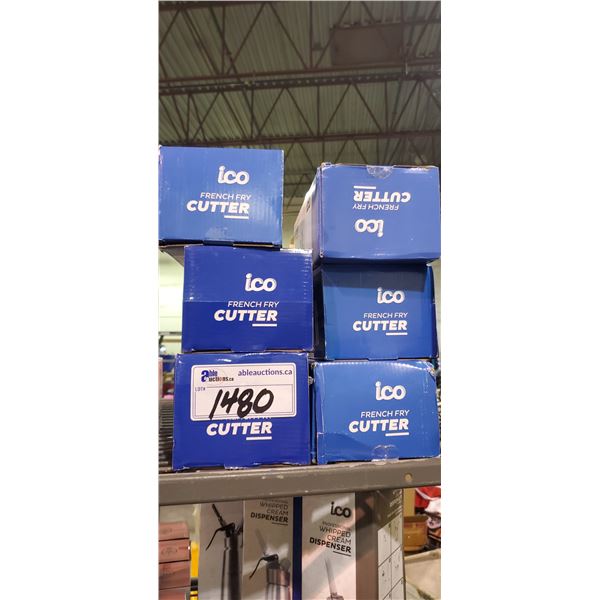 ico
FRENCH FRY
CUTTER
ico
FRENCH FRY
CUTTER
ico
FRENCH FRY
CUTTER
ico
FRENCH FRY
CUTTER
able
auctions.ca
ableauctions.ca
LOT#
1480
CUTTER
ico
FRENCH FRY
CUTTER
WHIPPED
CREAM
DISPENSER
ico
PROFESSIONAL
WHIPPED
CREAM
DISPENSER